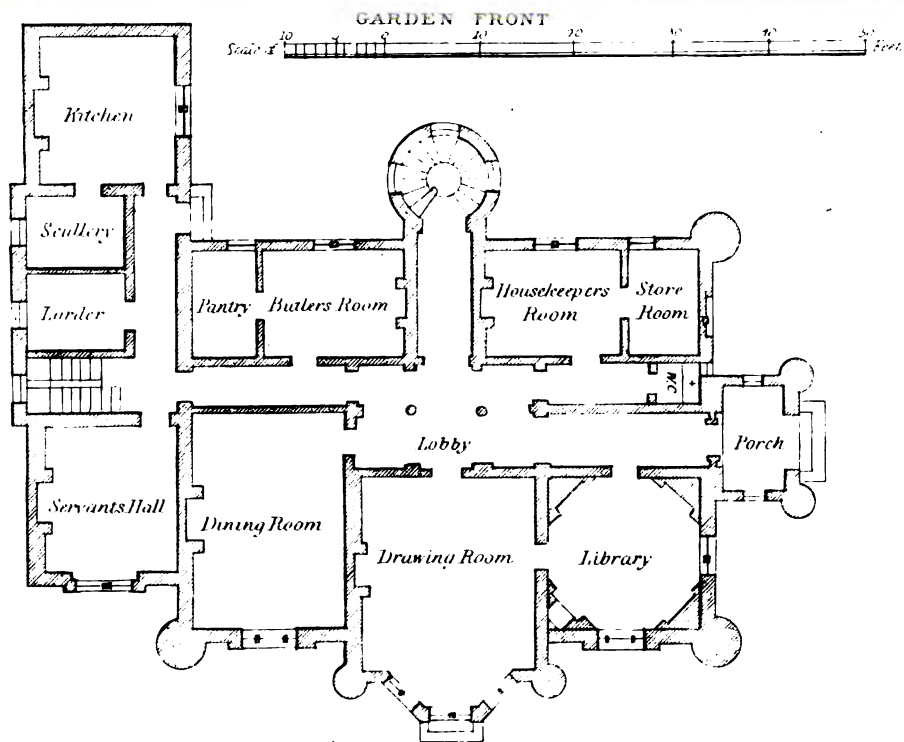 GARDEN FRONT
Scale of
10 5 0 10 20 30 40 50
Feet
Kitchen
Scullery
Larder
Pantry
Butlers Room
Housekeepers
Room
Store
Room
WC
Lobby
Porch
Servants Hall
Dining Room
Drawing Room
Library